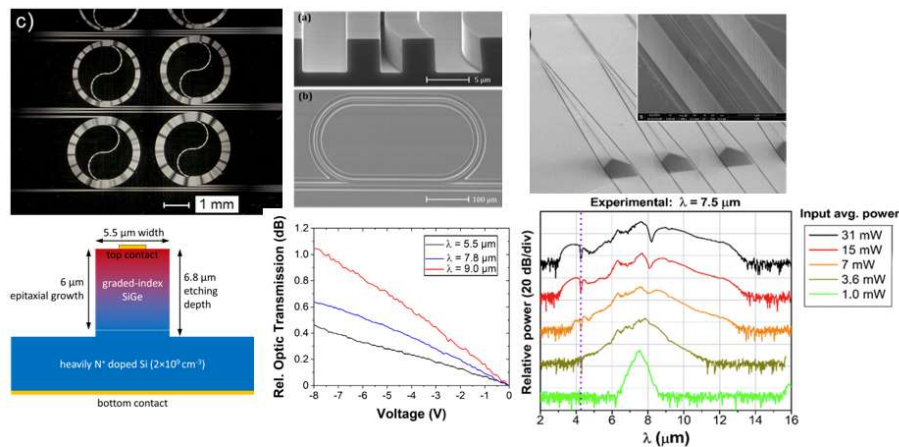 c)
1 mm
(a)
5 μm
(b)
100 μm
5.5 μm width
top contact
6 μm
epitaxial growth
graded-index
SiGe
6.8 μm
etching
depth
heavily N⁺ doped Si (2×10⁹ cm⁻³)
bottom contact
Rel. Optic Transmission (dB)
1.2
1.0
0.8
0.6
0.4
0.2
0
λ = 5.5 μm
λ = 7.8 μm
λ = 9.0 μm
-8 -7 -6 -5 -4 -3 -2 -1 0
Voltage (V)
Experimental: λ = 7.5 μm
Relative power (20 dB/div)
2 4 6 8 10 12 14 16
λ (μm)
Input avg. power
31 mW
15 mW
7 mW
3.6 mW
1.0 mW